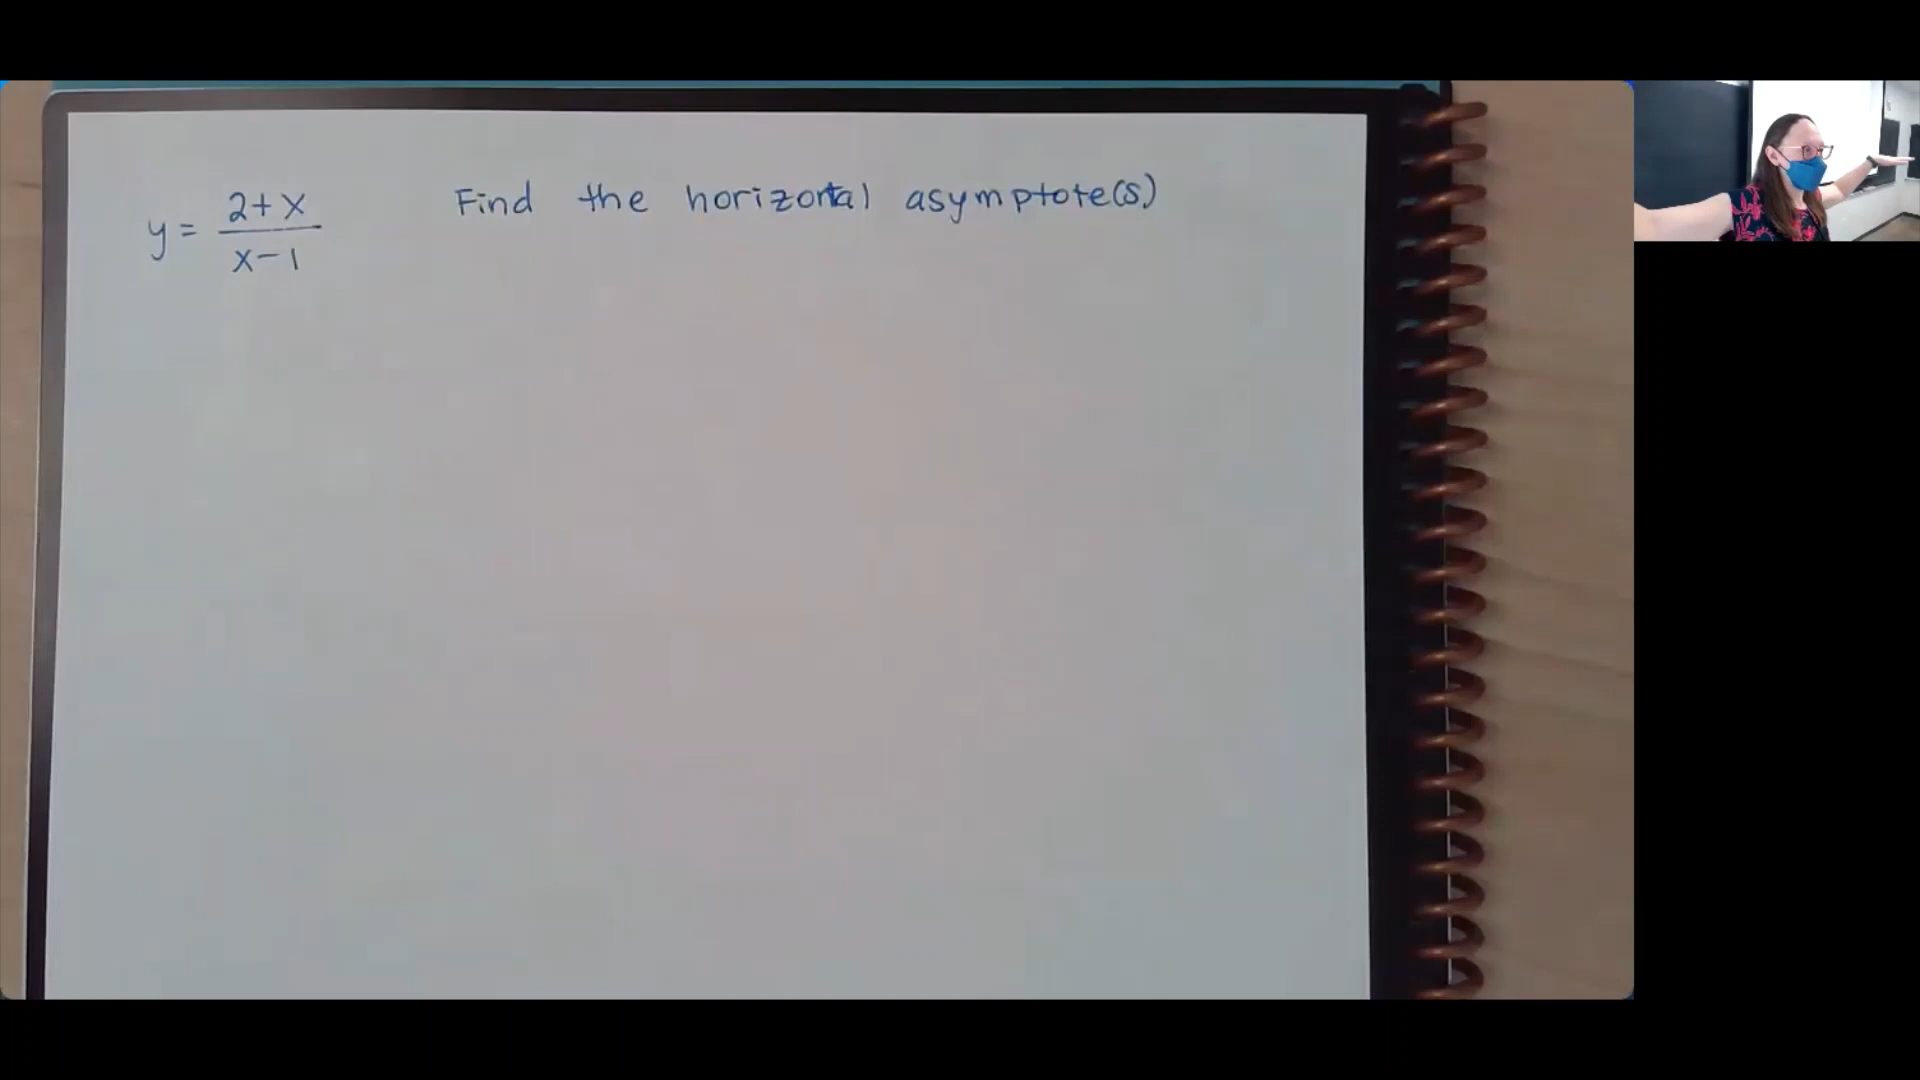 y = (2+x)/(x-1) Find the horizontal asymptote(s)